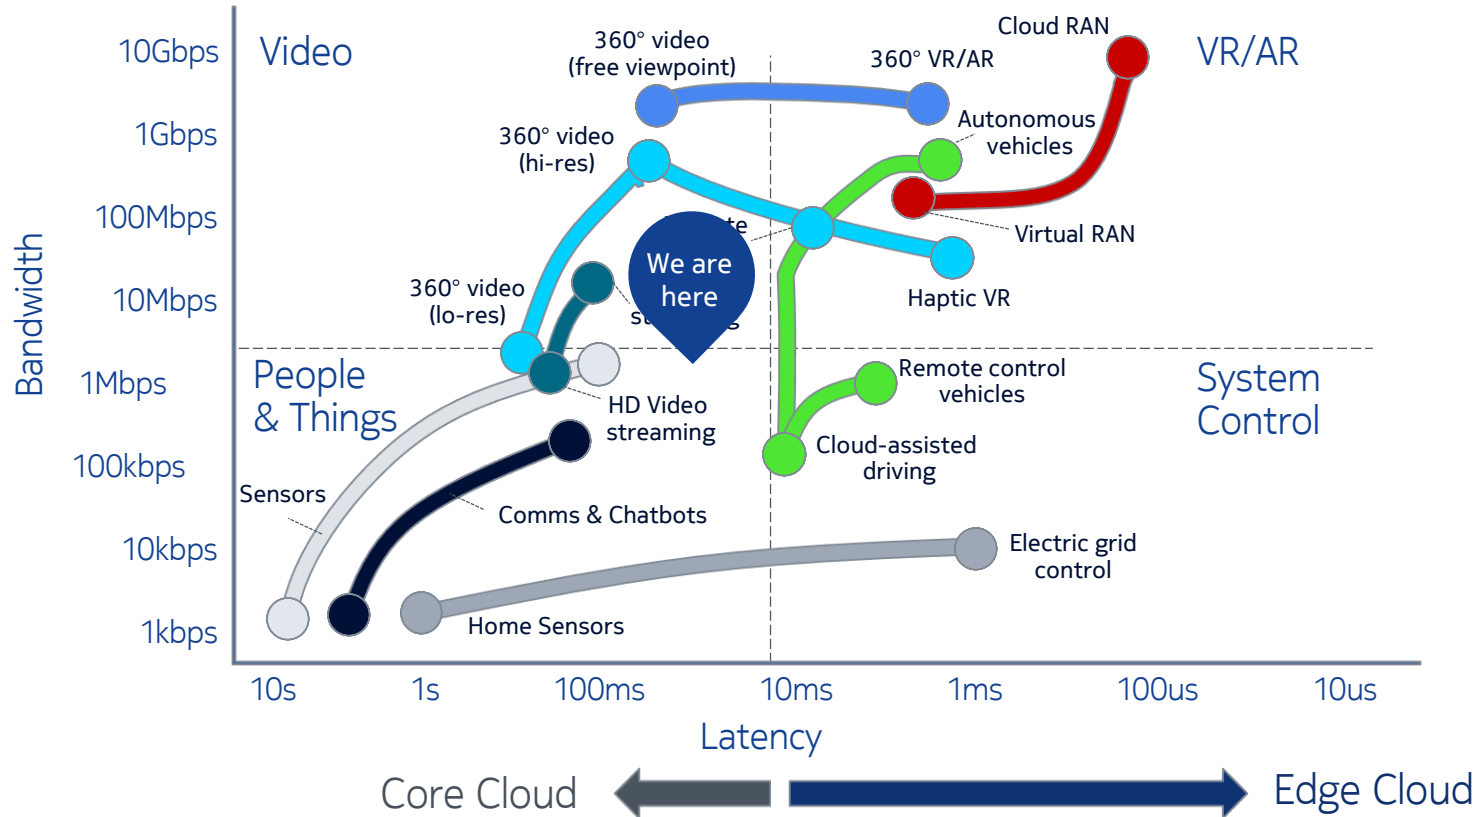 10Gbps
1Gbps
100Mbps
10Mbps
1Mbps
100kbps
10kbps
1kbps
Bandwidth
Video
VR/AR
People
& Things
System
Control
360° video
(free viewpoint)
360° VR/AR
Cloud RAN
360° video
(hi-res)
Autonomous
vehicles
Virtual RAN
We are
here
360° video
(lo-res)
Haptic VR
Remote control
vehicles
HD Video
streaming
Cloud-assisted
driving
Sensors
Comms & Chatbots
Electric grid
control
Home Sensors
10s
1s
100ms
10ms
1ms
100us
10us
Latency
Core Cloud
Edge Cloud